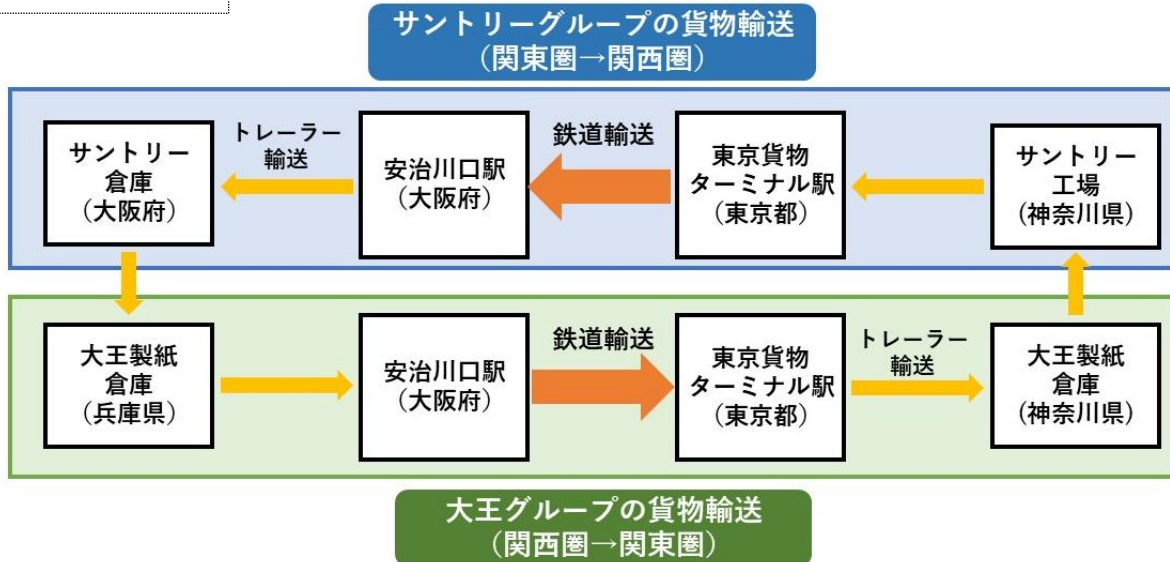 サントリーグループの貨物輸送
（関東圏→関西圏）
サントリー
倉庫
（大阪府）
トレーラー
輸送
安治川口駅
（大阪府）
鉄道輸送
東京貨物
ターミナル駅
（東京都）
サントリー
工場
（神奈川県）
大王製紙
倉庫
（兵庫県）
安治川口駅
（大阪府）
鉄道輸送
東京貨物
ターミナル駅
（東京都）
トレーラー
輸送
大王製紙
倉庫
（神奈川県）
大王グループの貨物輸送
（関西圏→関東圏）